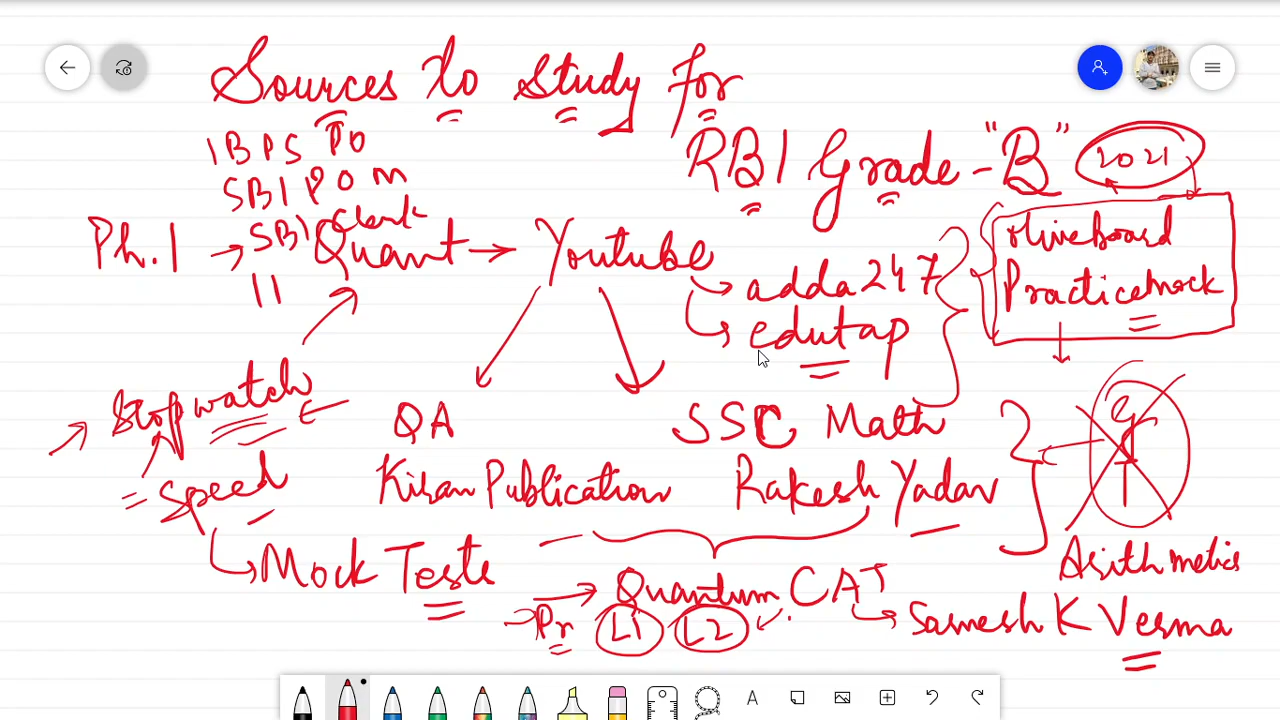 Sources to Study For
RBI Grade - "B" 2021
IBPS PO
SBI PO M
SBI Clerk
11
Ph. 1 → Quant → Youtube
adda247
edutap
Oliveboard
Practicemock
Stopwatch
= Speed
Mock Tests
QA
Kiran Publication
SSC Math
Rakesh Yadav
Arithmetics
Quantum CAT
Pr L1 L2
Sarvesh K Verma
A